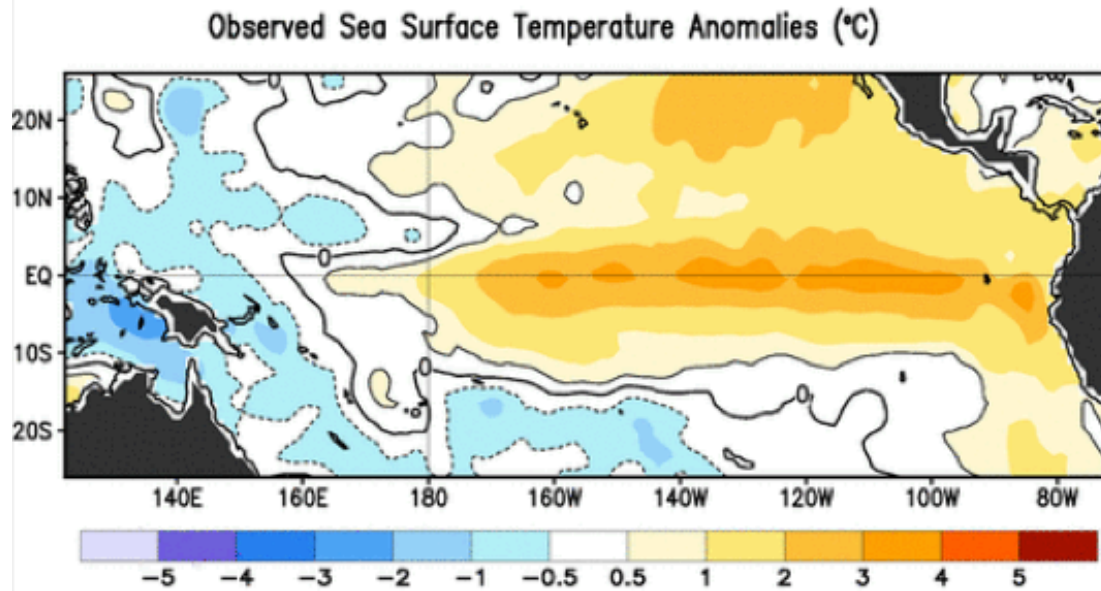 Observed Sea Surface Temperature Anomalies (°C)
0
20N
10N
0
EQ
10S
0
0
20S
140E 160E 180 160W 140W 120W 100W 80W
-5 -4 -3 -2 -1 -0.5 0.5 1 2 3 4 5